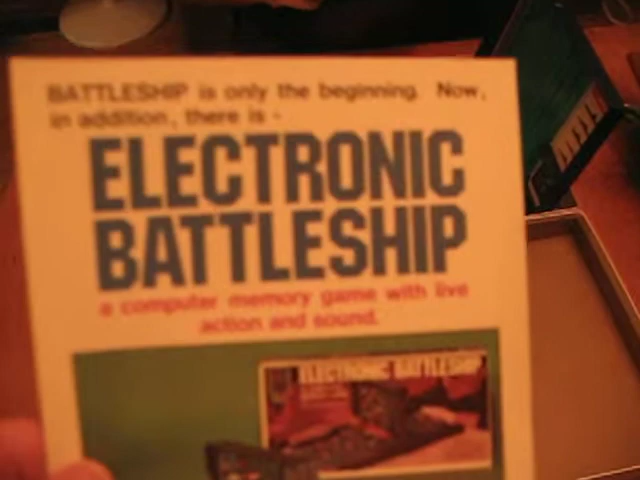 BATTLESHIP is only the beginning. Now,
in addition, there is -
ELECTRONIC
BATTLESHIP
a computer memory game with live
action and sound.
ELECTRONIC BATTLESHIP